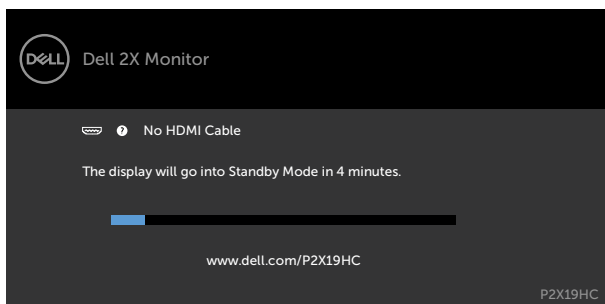 DELL
Dell 2X Monitor
? No HDMI Cable
The display will go into Standby Mode in 4 minutes.
www.dell.com/P2X19HC
P2X19HC